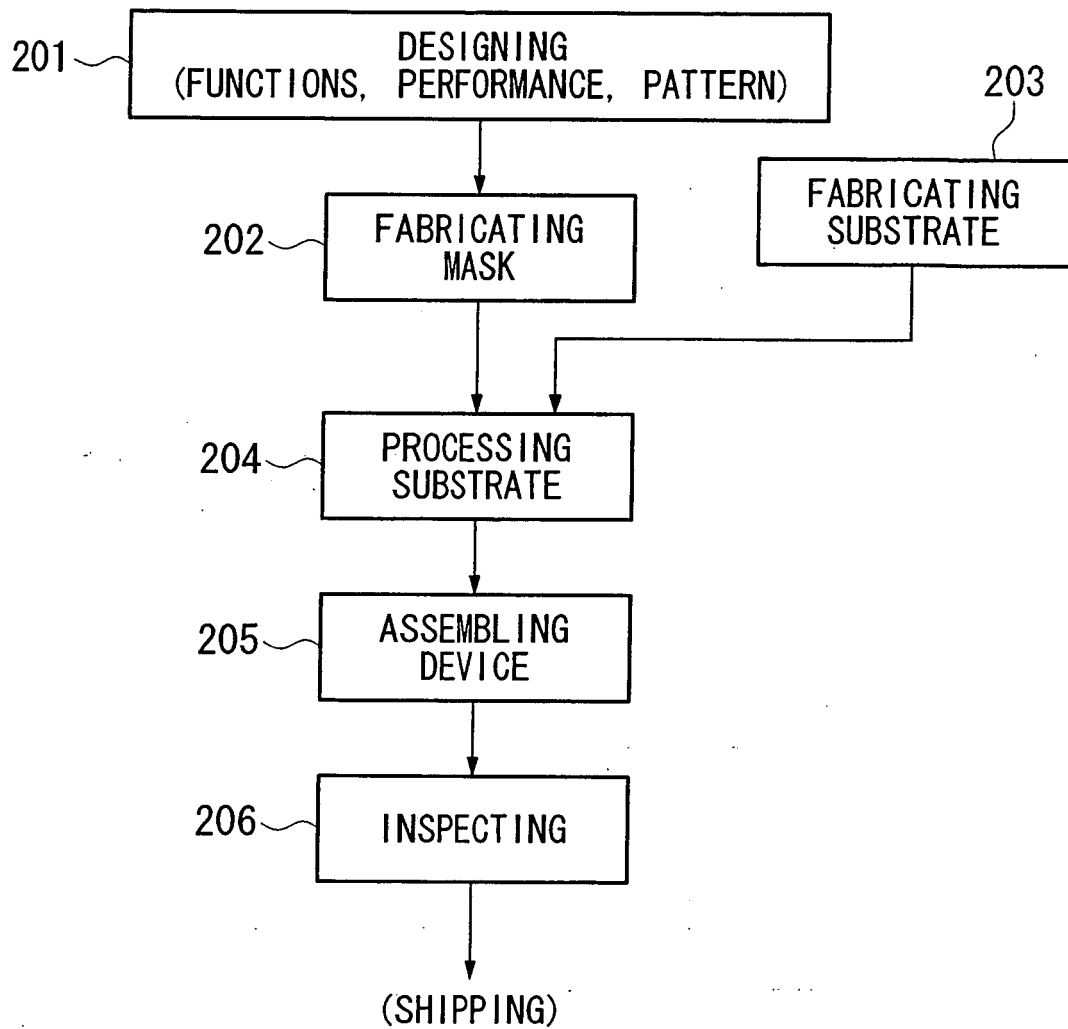 201
DESIGNING
(FUNCTIONS, PERFORMANCE, PATTERN)
203
FABRICATING
SUBSTRATE
202
FABRICATING
MASK
204
PROCESSING
SUBSTRATE
205
ASSEMBLING
DEVICE
206
INSPECTING
(SHIPPING)